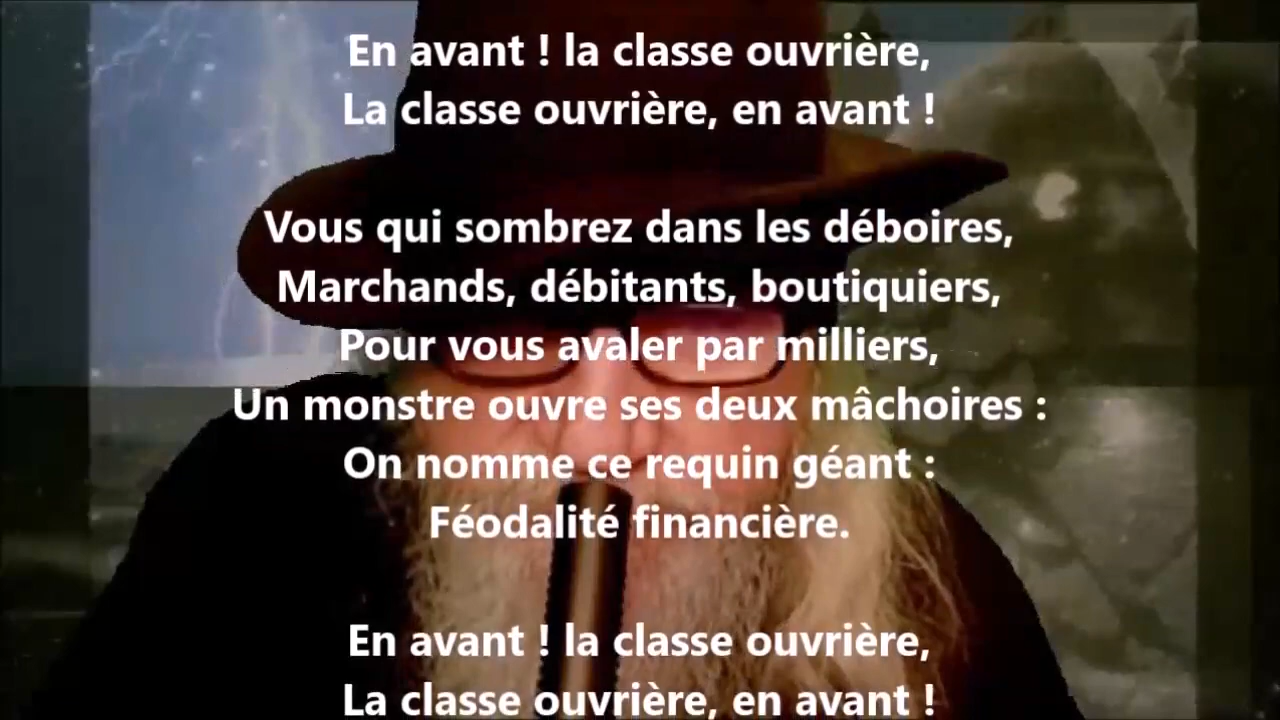 En avant ! la classe ouvrière,
La classe ouvrière, en avant !
Vous qui sombrez dans les déboires,
Marchands, débitants, boutiquiers,
Pour vous avaler par milliers,
Un monstre ouvre ses deux mâchoires :
On nomme ce requin géant :
Féodalité financière.
En avant ! la classe ouvrière,
La classe ouvrière, en avant !